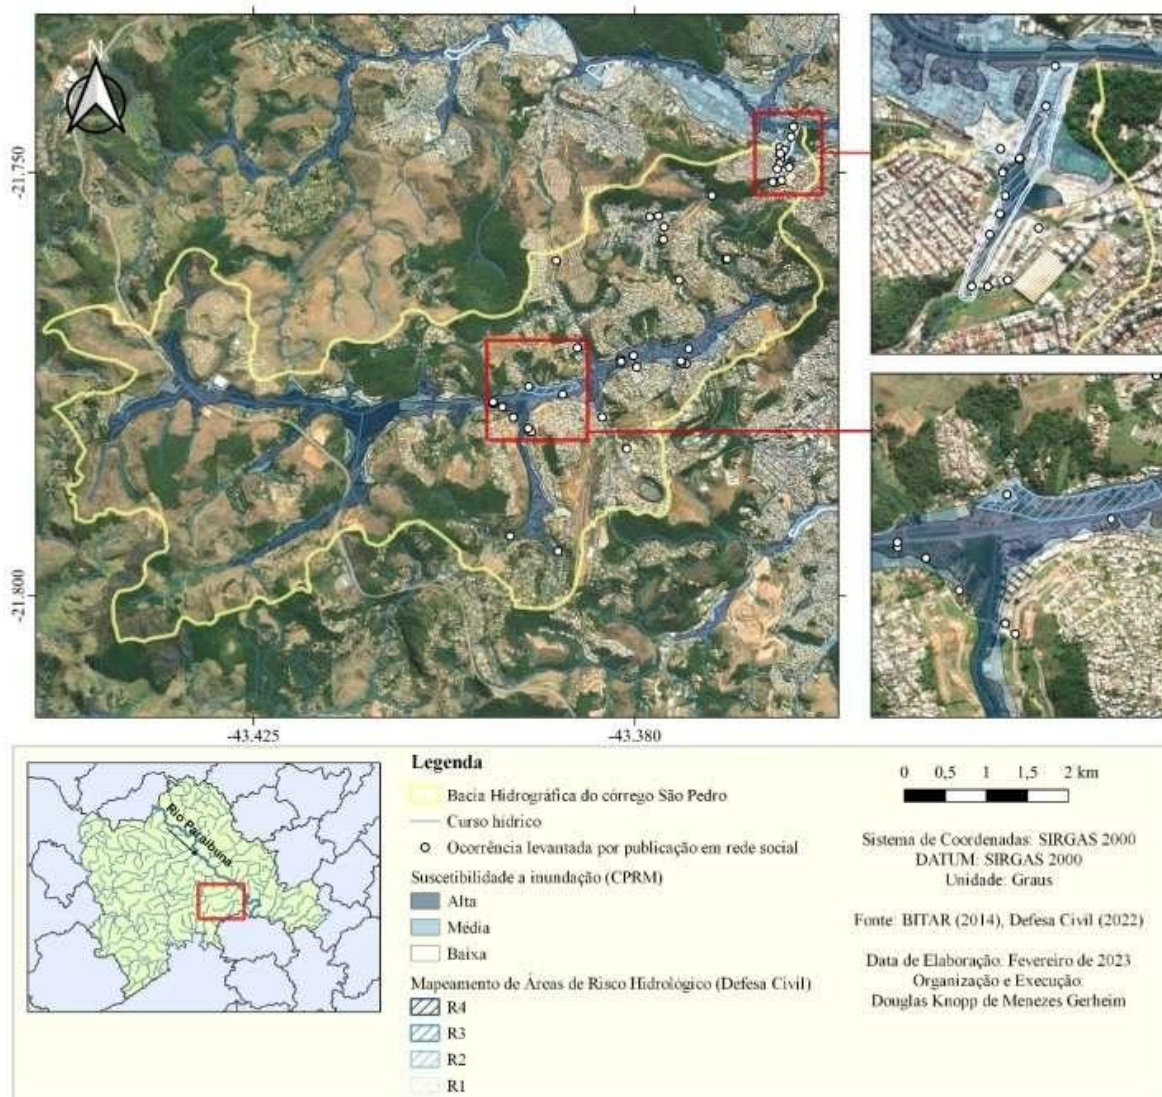 N
-21.750
-21.800
-43.425
-43.380
Rio Paraibuna
Legenda
Bacia Hidrográfica do córrego São Pedro
Curso hídrico
Ocorrência levantada por publicação em rede social
Suscetibilidade a inundação (CPRM)
Alta
Média
Baixa
Mapeamento de Áreas de Risco Hidrológico (Defesa Civil)
R4
R3
R2
R1
0 0,5 1 1,5 2 km
Sistema de Coordenadas: SIRGAS 2000
DATUM: SIRGAS 2000
Unidade: Graus
Fonte: BITAR (2014), Defesa Civil (2022)
Data de Elaboração: Fevereiro de 2023
Organização e Execução:
Douglas Knopp de Menezes Gerheim